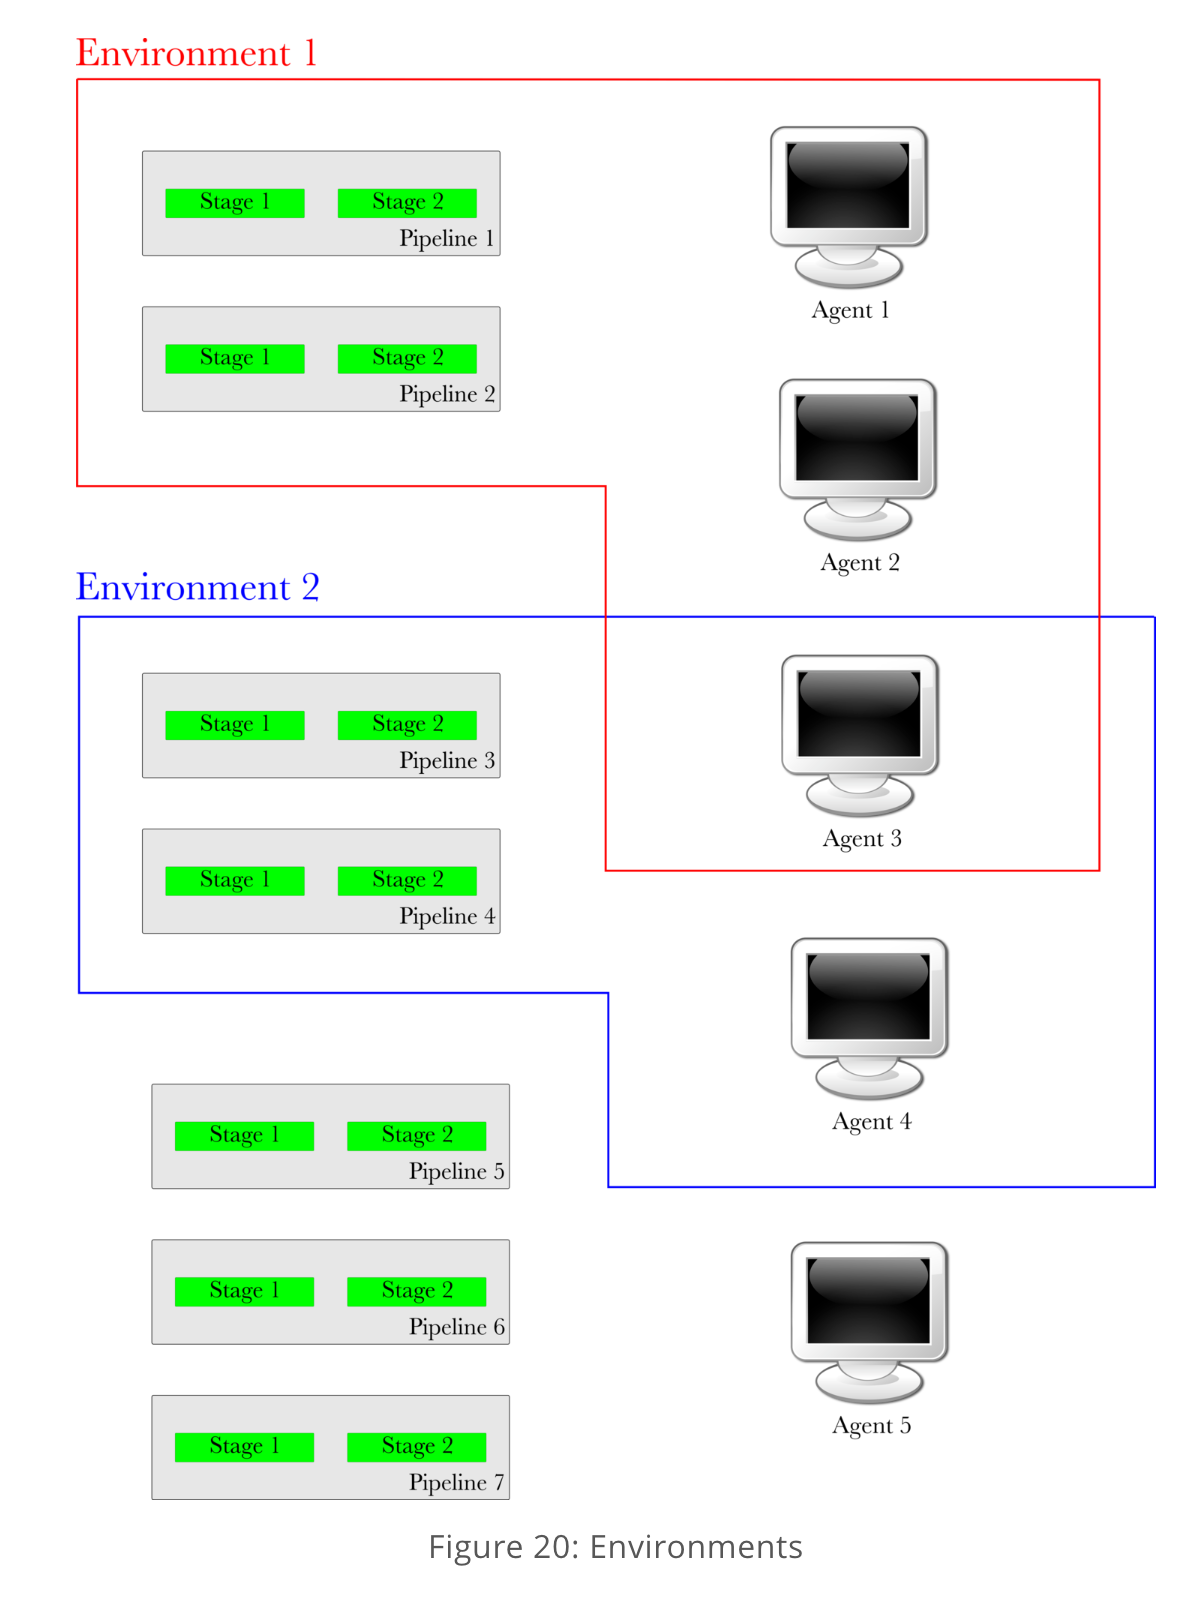 Environment 1
Stage 1
Stage 2
Pipeline 1
Agent 1
Stage 1
Stage 2
Pipeline 2
Agent 2
Environment 2
Stage 1
Stage 2
Pipeline 3
Agent 3
Stage 1
Stage 2
Pipeline 4
Agent 4
Stage 1
Stage 2
Pipeline 5
Stage 1
Stage 2
Pipeline 6
Agent 5
Stage 1
Stage 2
Pipeline 7
Figure 20: Environments